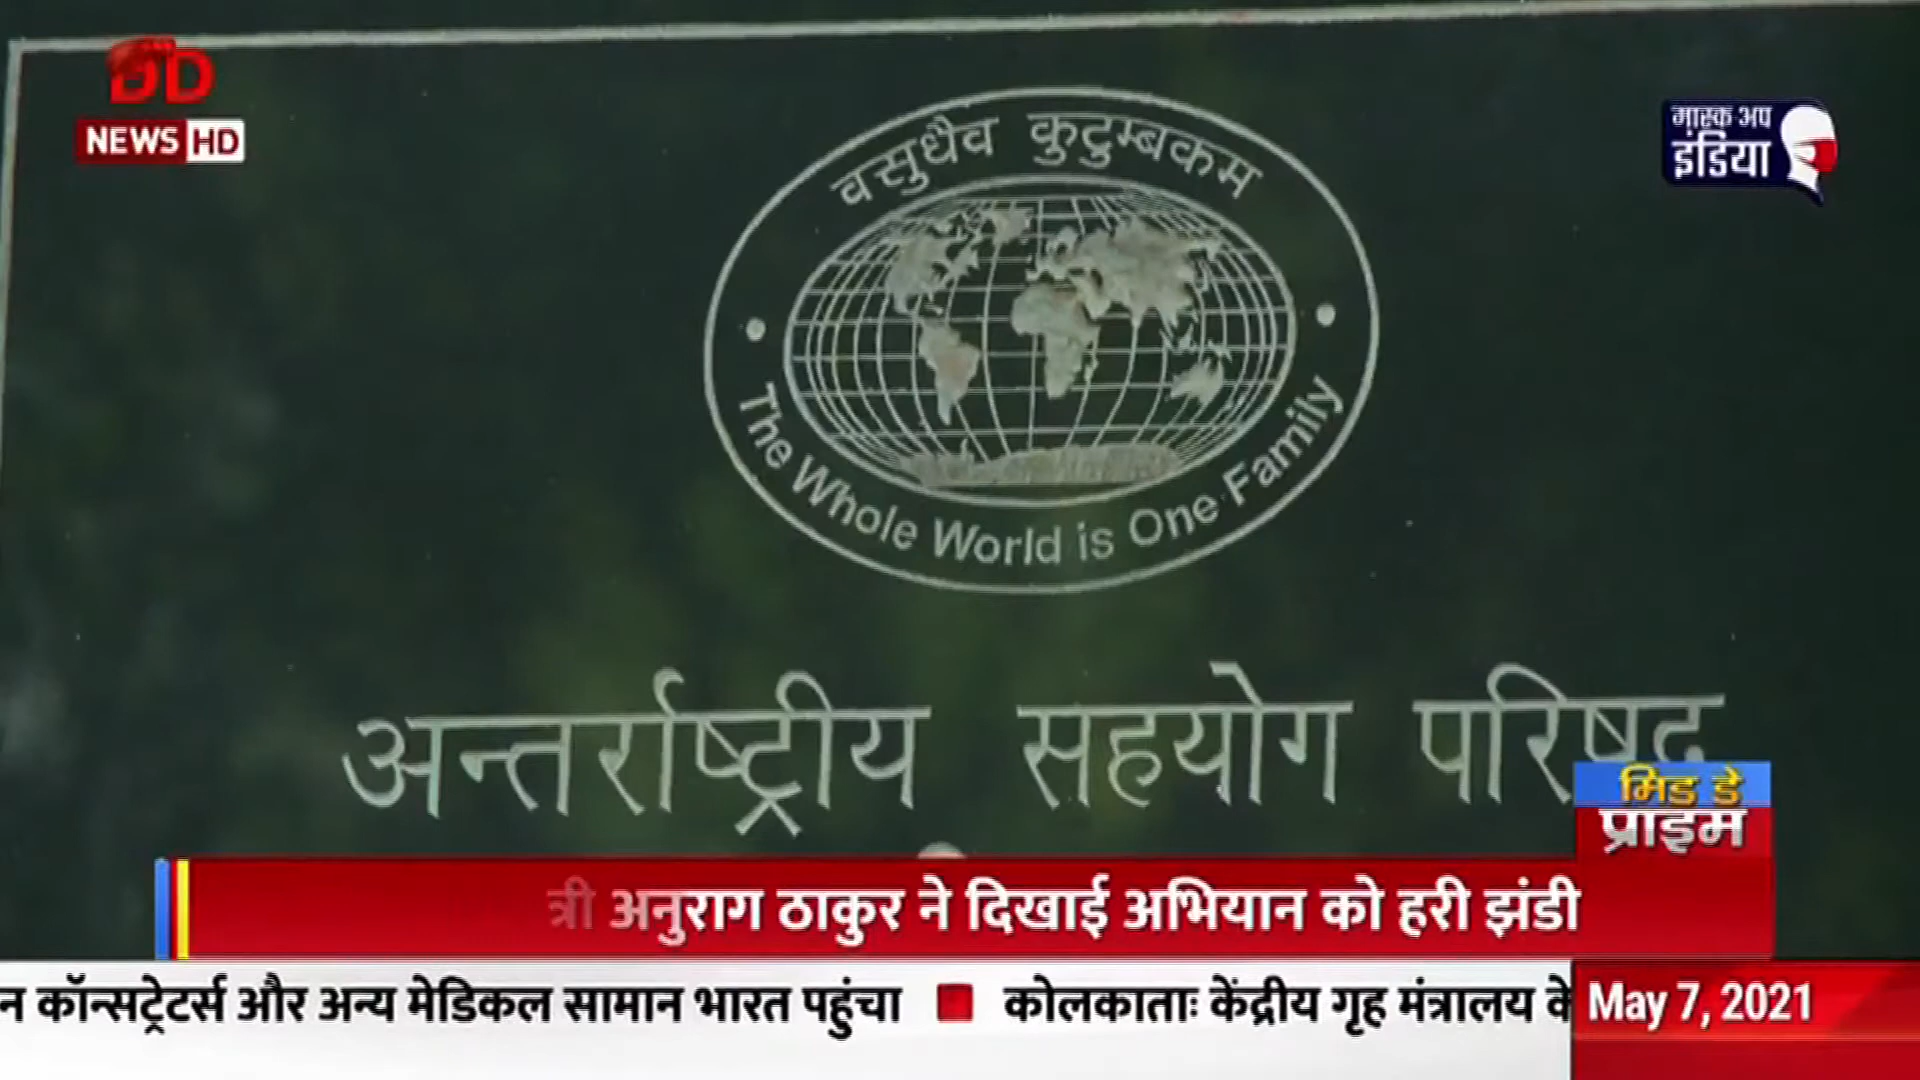 DD
NEWS HD
मास्क अप
इंडिया
वसुधैव कुटुम्बकम
The Whole World is One Family
अन्तर्राष्ट्रीय सहयोग परिषद
मिड डे
प्राइम
त्री अनुराग ठाकुर ने दिखाई अभियान को हरी झंडी
न कॉन्सट्रेटर्स और अन्य मेडिकल सामान भारत पहुंचा ■ कोलकाताः केंद्रीय गृह मंत्रालय के
May 7, 2021